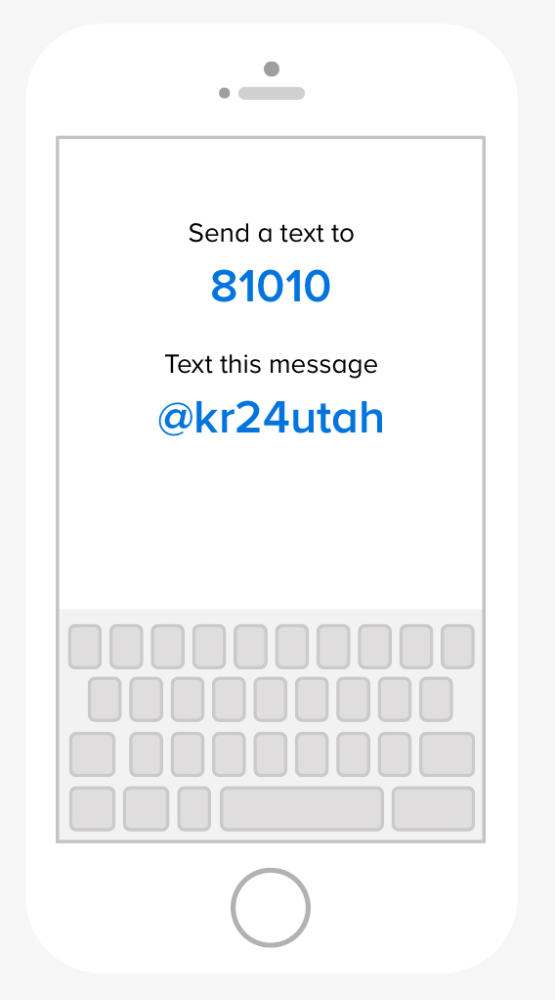 Send a text to
81010
Text this message
@kr24utah